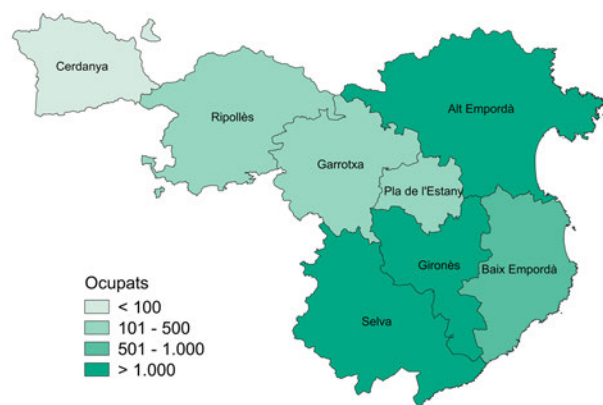 Cerdanya
Ripollès
Alt Empordà
Garrotxa
Pla de l'Estany
Gironès
Baix Empordà
Selva
Ocupats
< 100
101 - 500
501 - 1.000
> 1.000